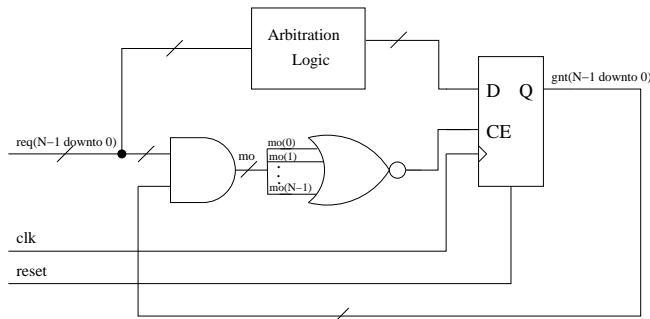 Arbitration
Logic
gnt(N−1 downto 0)
D Q
CE
req(N−1 downto 0)
mo
mo(0)
mo(1)
mo(N−1)
clk
reset